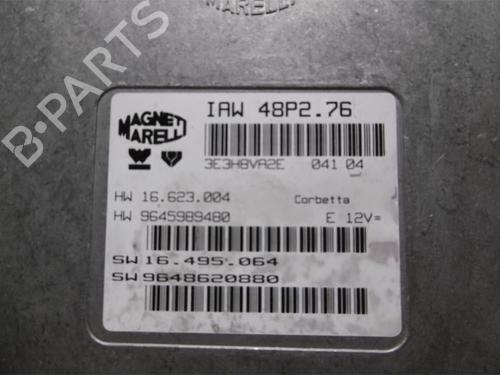 MARELLI
IAW 48P2.76
MAGNETI
MARELLI
3E3H8VA2E 041 04
HW 16.623.004 Corbetta
HW 9645989480 E 12V=
SW 16.495.064
SW 9648620880
B-PARTS